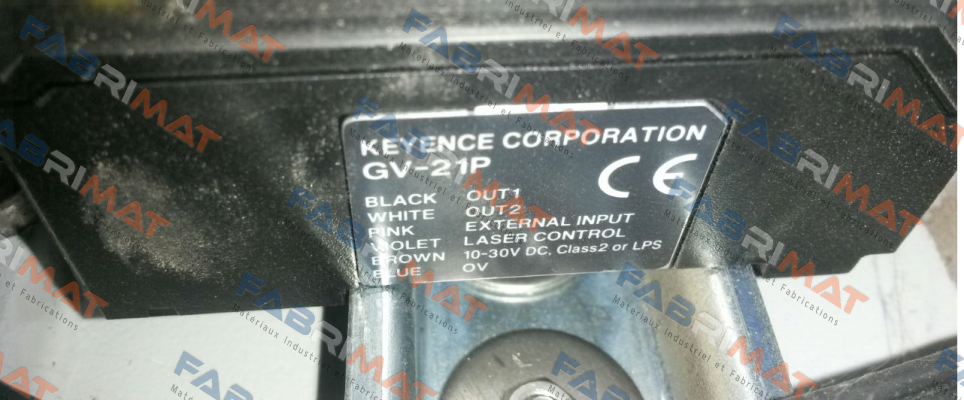 KEYENCE CORPORATION
GV-21P
CE
BLACK OUT1
WHITE OUT2
PINK EXTERNAL INPUT
VIOLET LASER CONTROL
BROWN 10-30V DC, Class2 or LPS
BLUE 0V
FABRIMAT
Materiaux Industriel et Fabrications